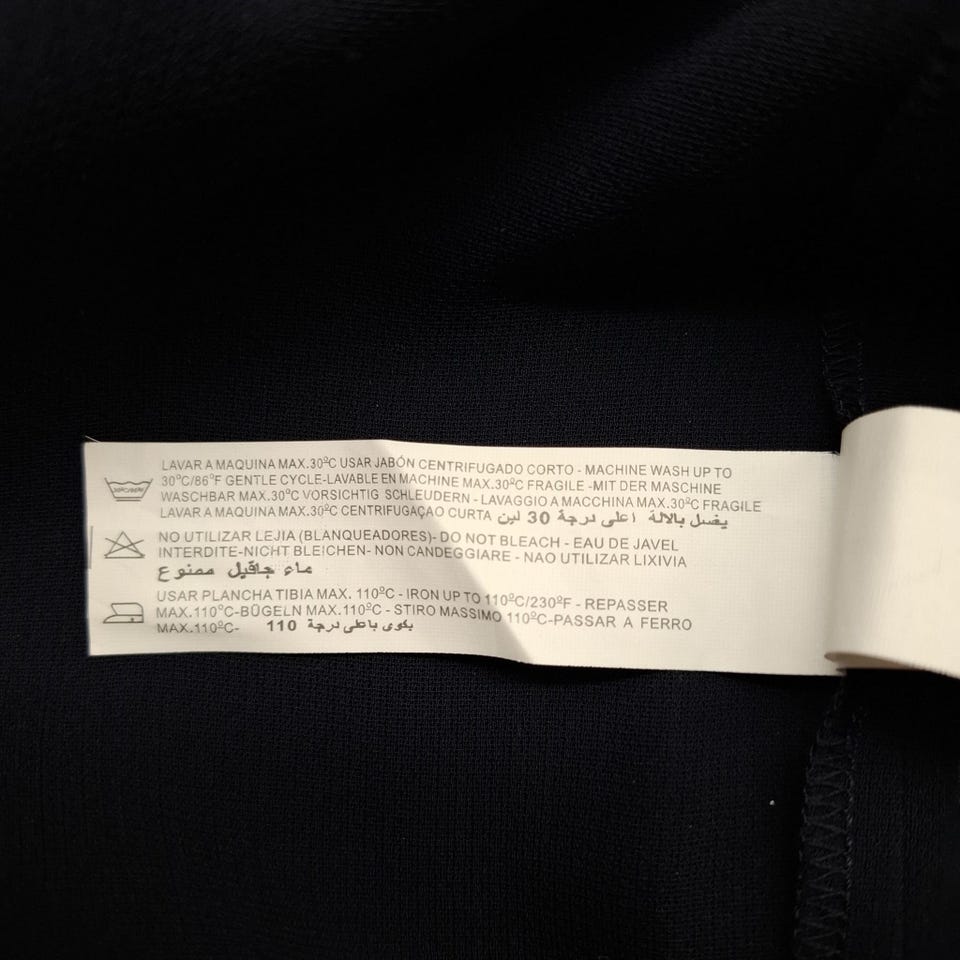 LAVAR A MAQUINA MAX.30ºC USAR JABÓN CENTRIFUGADO CORTO - MACHINE WASH UP TO
30ºC/86ºF GENTLE CYCLE-LAVABLE EN MACHINE MAX.30ºC FRAGILE -MIT DER MASCHINE
WASCHBAR MAX.30ºC VORSICHTIG SCHLEUDERN - LAVAGGIO A MACCHINA MAX.30ºC FRAGILE
LAVAR A MAQUINA MAX.30ºC CENTRIFUGAÇAO CURTA يغسل بالالة اعلى درجة 30 لين
NO UTILIZAR LEJIA (BLANQUEADORES)- DO NOT BLEACH - EAU DE JAVEL
INTERDITE-NICHT BLEICHEN- NON CANDEGGIARE - NAO UTILIZAR LIXIVIA
ماء جافيل ممنوع
USAR PLANCHA TIBIA MAX. 110ºC - IRON UP TO 110ºC/230ºF - REPASSER
MAX.110ºC-BÜGELN MAX.110ºC - STIRO MASSIMO 110ºC-PASSAR A FERRO
MAX.110ºC- يكوى باعلى درجة 110